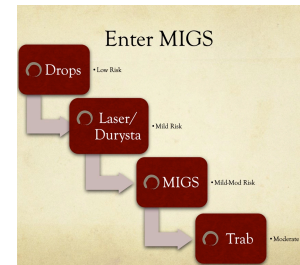 Enter MIGS
Drops
• Low Risk
Laser/
Durysta
• Mild Risk
MIGS
• Mild-Mod Risk
Trab
• Moderate